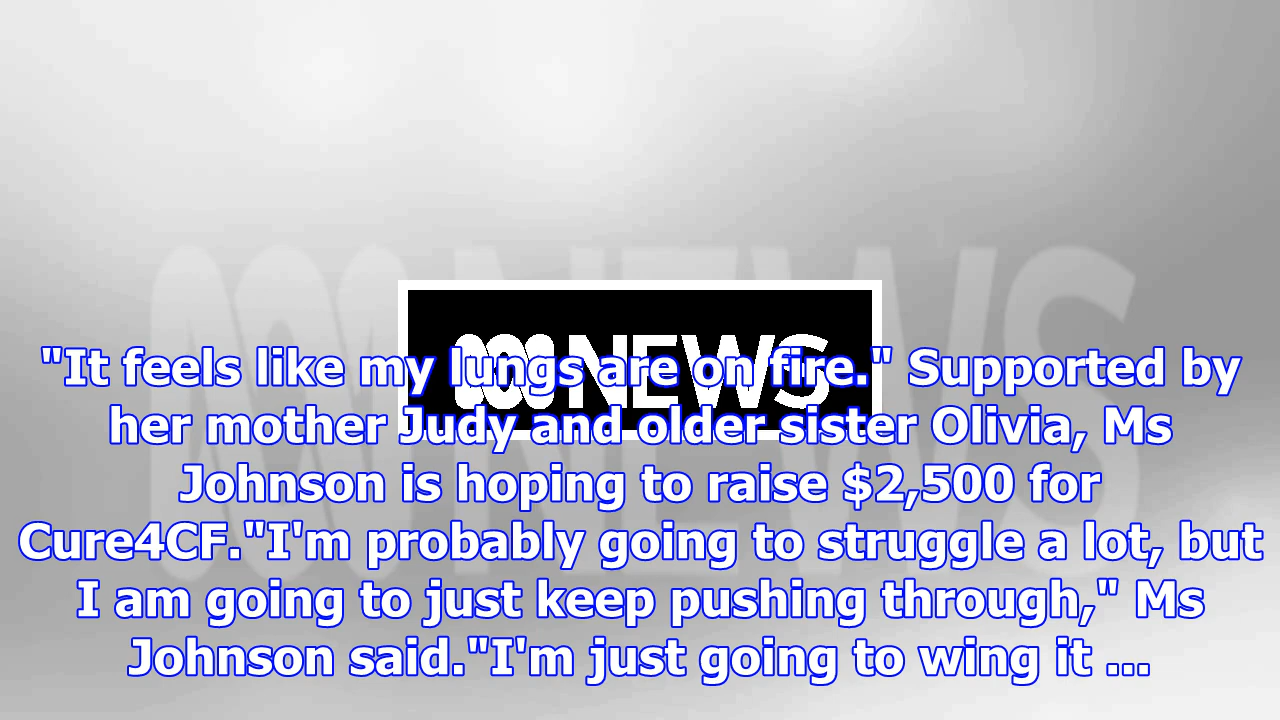 NEWS
NEWS
"It feels like my lungs are on fire." Supported by
her mother Judy and older sister Olivia, Ms
Johnson is hoping to raise $2,500 for
Cure4CF."I'm probably going to struggle a lot, but
I am going to just keep pushing through," Ms
Johnson said."I'm just going to wing it ...